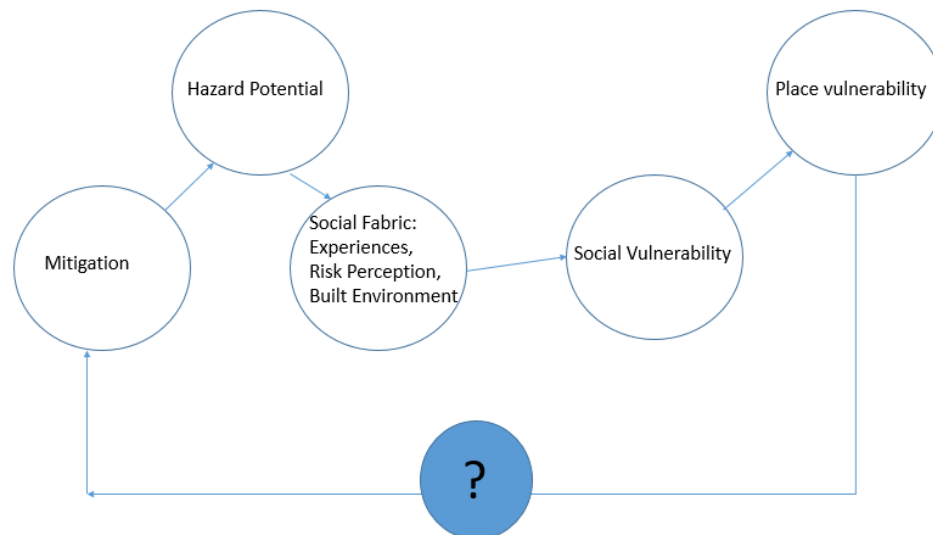 Hazard Potential
Place vulnerability
Mitigation
Social Fabric:
Experiences,
Risk Perception,
Built Environment
Social Vulnerability
?